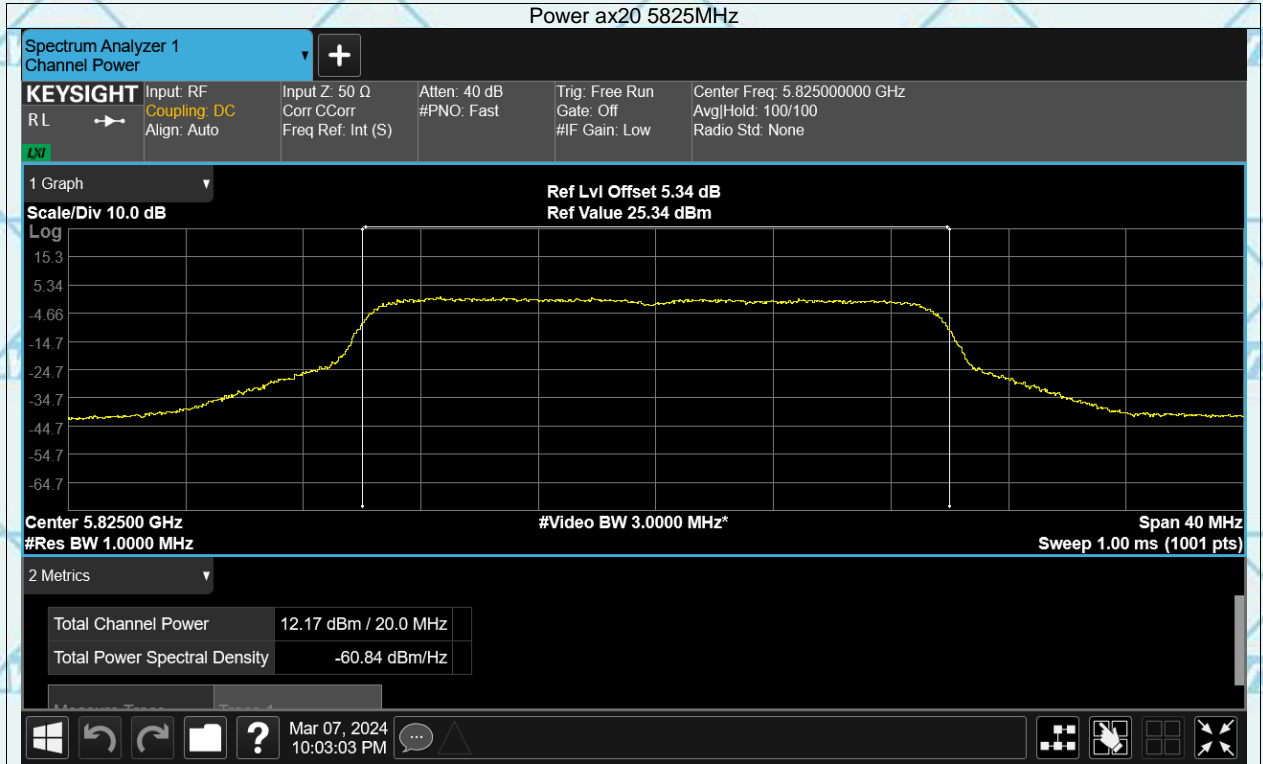 Power ax20 5825MHz
Spectrum Analyzer 1
Channel Power
KEYSIGHT
R L
LXI
Input: RF
Coupling: DC
Align: Auto
Input Z: 50 Ω
Corr CCorr
Freq Ref: Int (S)
Atten: 40 dB
#PNO: Fast
Trig: Free Run
Gate: Off
#IF Gain: Low
Center Freq: 5.825000000 GHz
Avg|Hold: 100/100
Radio Std: None
1 Graph
Scale/Div 10.0 dB
Ref Lvl Offset 5.34 dB
Ref Value 25.34 dBm
Log
15.3
5.34
-4.66
-14.7
-24.7
-34.7
-44.7
-54.7
-64.7
Center 5.82500 GHz
#Res BW 1.0000 MHz
#Video BW 3.0000 MHz*
Span 40 MHz
Sweep 1.00 ms (1001 pts)
2 Metrics
Total Channel Power 12.17 dBm / 20.0 MHz
Total Power Spectral Density -60.84 dBm/Hz
Measure Trace Trace 1
?
Mar 07, 2024
10:03:03 PM